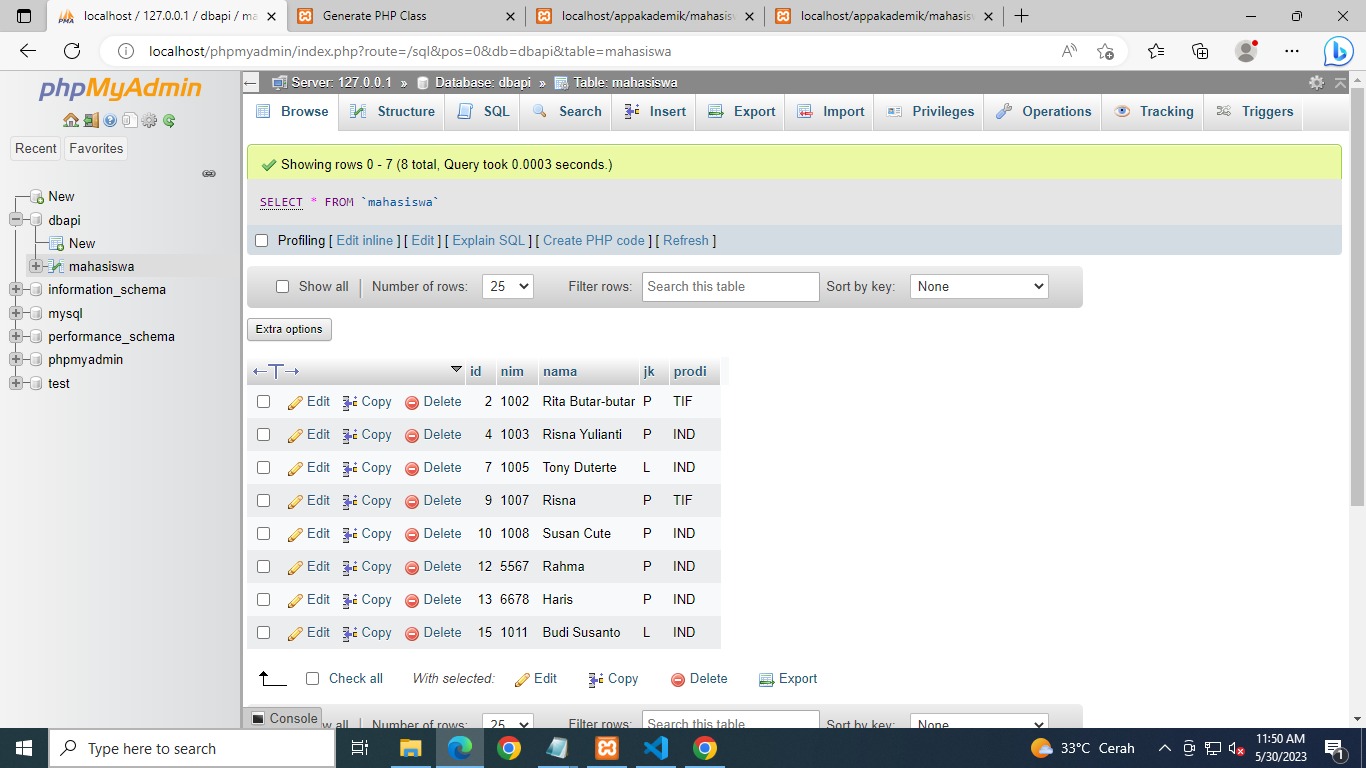 PMA localhost / 127.0.0.1 / dbapi / ma
Generate PHP Class
localhost/appakademik/mahasis
localhost/appakademik/mahasis
localhost/phpmyadmin/index.php?route=/sql&pos=0&db=dbapi&table=mahasiswa
phpMyAdmin
Recent Favorites
New
dbapi
New
mahasiswa
information_schema
mysql
performance_schema
phpmyadmin
test
Server: 127.0.0.1 » Database: dbapi » Table: mahasiswa
Browse Structure SQL Search Insert Export Import Privileges Operations Tracking Triggers
Showing rows 0 - 7 (8 total, Query took 0.0003 seconds.)
SELECT * FROM `mahasiswa`
Profiling [ Edit inline ] [ Edit ] [ Explain SQL ] [ Create PHP code ] [ Refresh ]
Show all Number of rows: 25 Filter rows: Search this table Sort by key: None
Extra options
←T→ id nim nama jk prodi
Edit Copy Delete 2 1002 Rita Butar-butar P TIF
Edit Copy Delete 4 1003 Risna Yulianti P IND
Edit Copy Delete 7 1005 Tony Duterte L IND
Edit Copy Delete 9 1007 Risna P TIF
Edit Copy Delete 10 1008 Susan Cute P IND
Edit Copy Delete 12 5567 Rahma P IND
Edit Copy Delete 13 6678 Haris P IND
Edit Copy Delete 15 1011 Budi Susanto L IND
Check all With selected: Edit Copy Delete Export
Console
w all Number of rows: 25 Filter rows: Search this table Sort by key: None
Type here to search
33°C Cerah
11:50 AM
5/30/2023
1